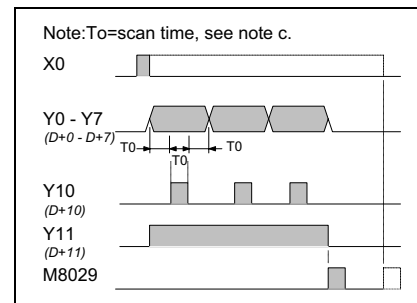 Note:To=scan time, see note c.
X0
Y0 - Y7
(D+0 - D+7)
T0
T0
T0
Y10
(D+10)
Y11
(D+11)
M8029